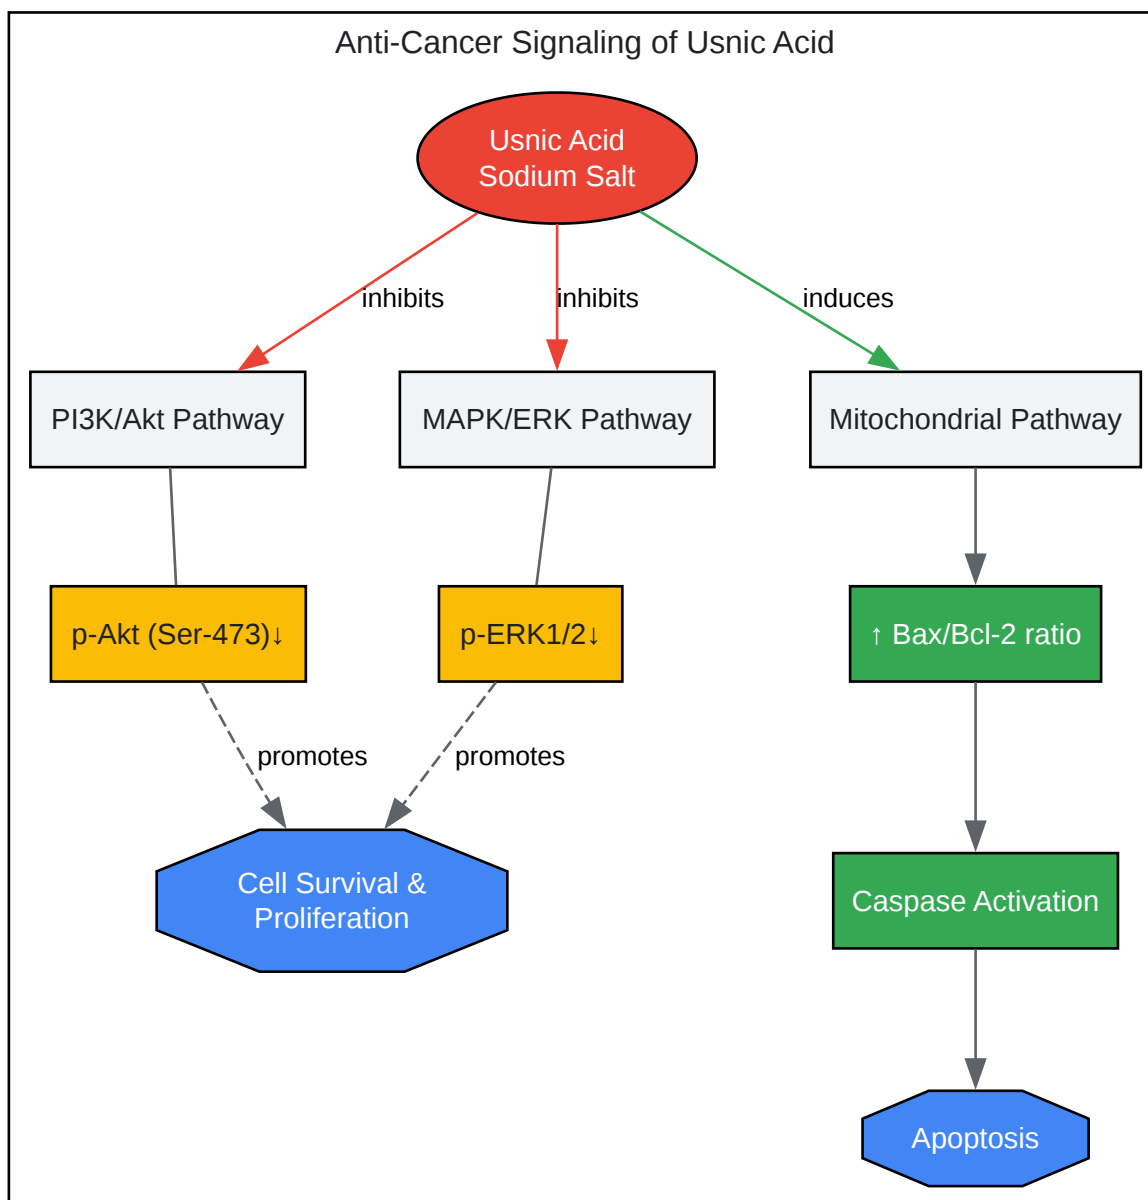 Anti-Cancer Signaling of Usnic Acid
Usnic Acid
Sodium Salt
inhibits
inhibits
induces
PI3K/Akt Pathway
MAPK/ERK Pathway
Mitochondrial Pathway
p-Akt (Ser-473)↓
p-ERK1/2↓
↑ Bax/Bcl-2 ratio
promotes
promotes
Cell Survival &
Proliferation
Caspase Activation
Apoptosis